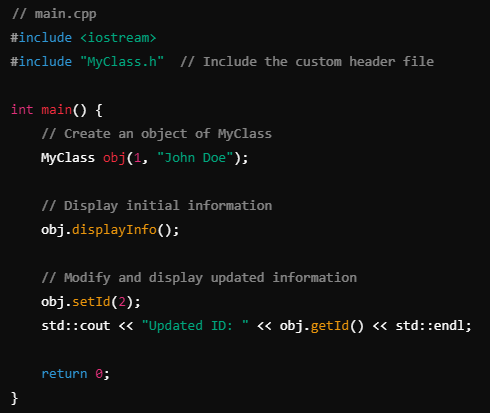 // main.cpp
#include <iostream>
#include "MyClass.h"  // Include the custom header file

int main() {
    // Create an object of MyClass
    MyClass obj(1, "John Doe");

    // Display initial information
    obj.displayInfo();

    // Modify and display updated information
    obj.setId(2);
    std::cout << "Updated ID: " << obj.getId() << std::endl;

    return 0;
}